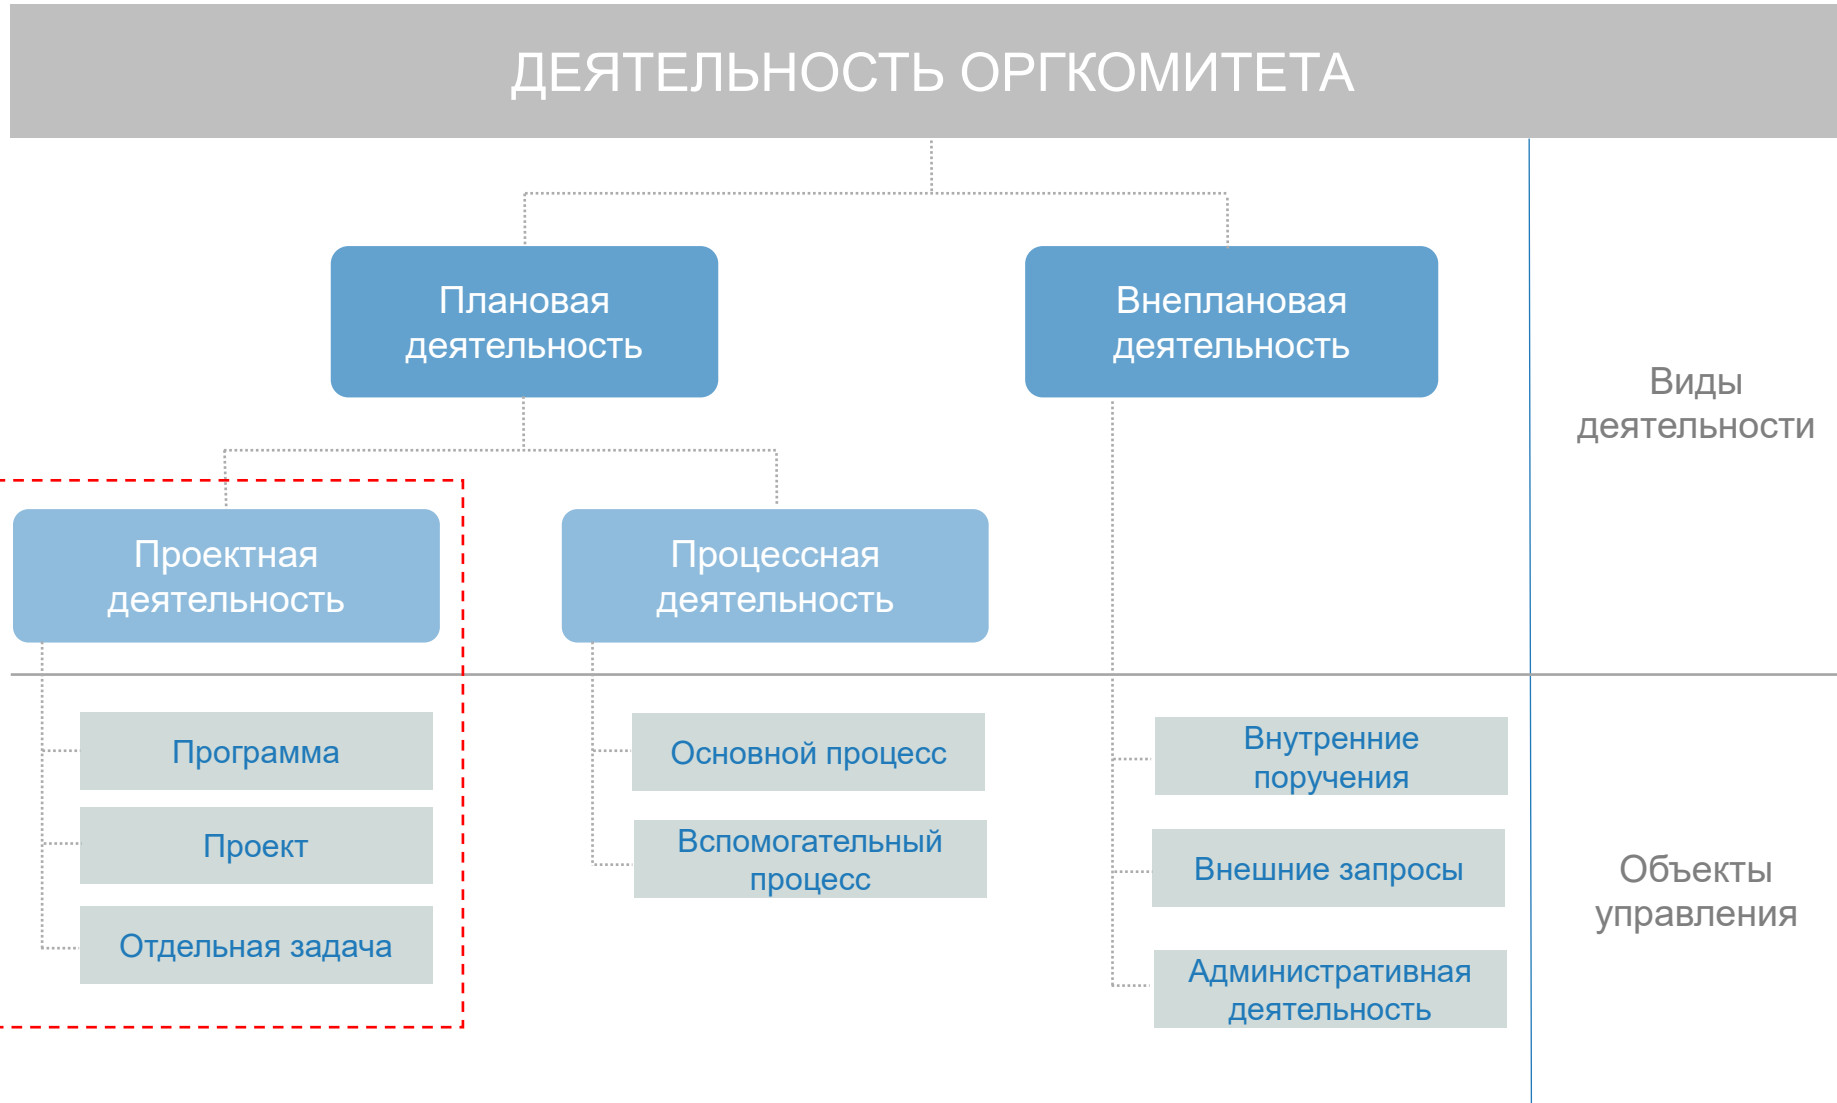 ДЕЯТЕЛЬНОСТЬ ОРГКОМИТЕТА
Плановая
деятельность
Внеплановая
деятельность
Виды
деятельности
Проектная
деятельность
Процессная
деятельность
Программа
Проект
Отдельная задача
Основной процесс
Вспомогательный
процесс
Внутренние
поручения
Внешние запросы
Административная
деятельность
Объекты
управления